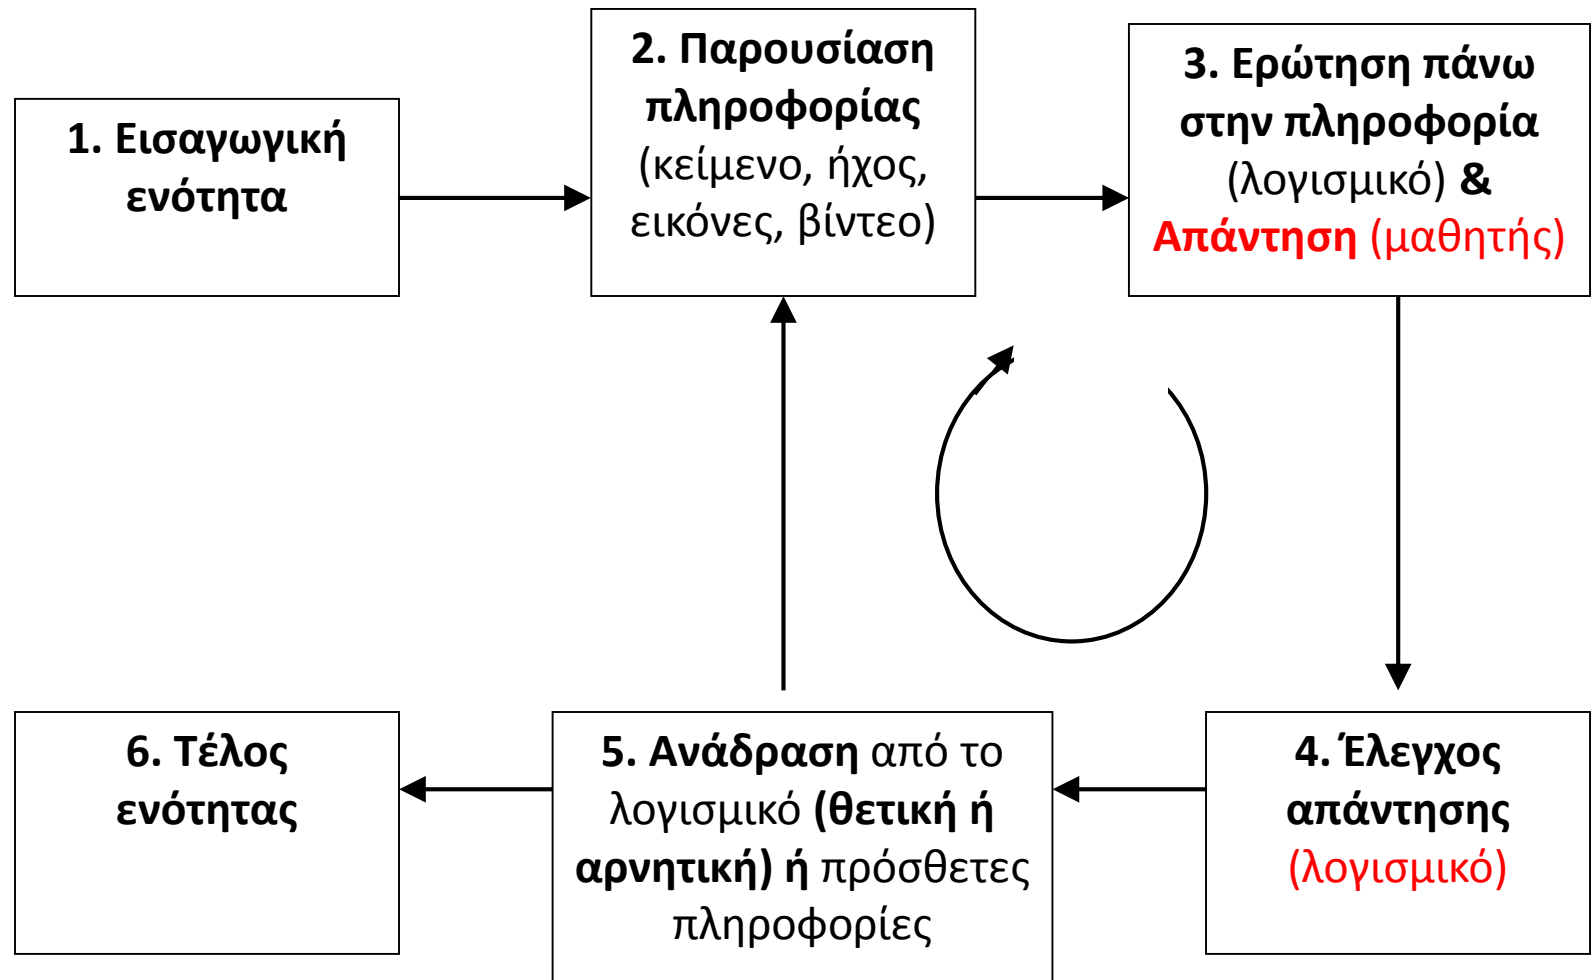 1. Εισαγωγική
ενότητα
2. Παρουσίαση
πληροφορίας
(κείμενο, ήχος,
εικόνες, βίντεο)
3. Ερώτηση πάνω
στην πληροφορία
(λογισμικό) &
Απάντηση (μαθητής)
4. Έλεγχος
απάντησης
(λογισμικό)
5. Ανάδραση από το
λογισμικό (θετική ή
αρνητική) ή πρόσθετες
πληροφορίες
6. Τέλος
ενότητας